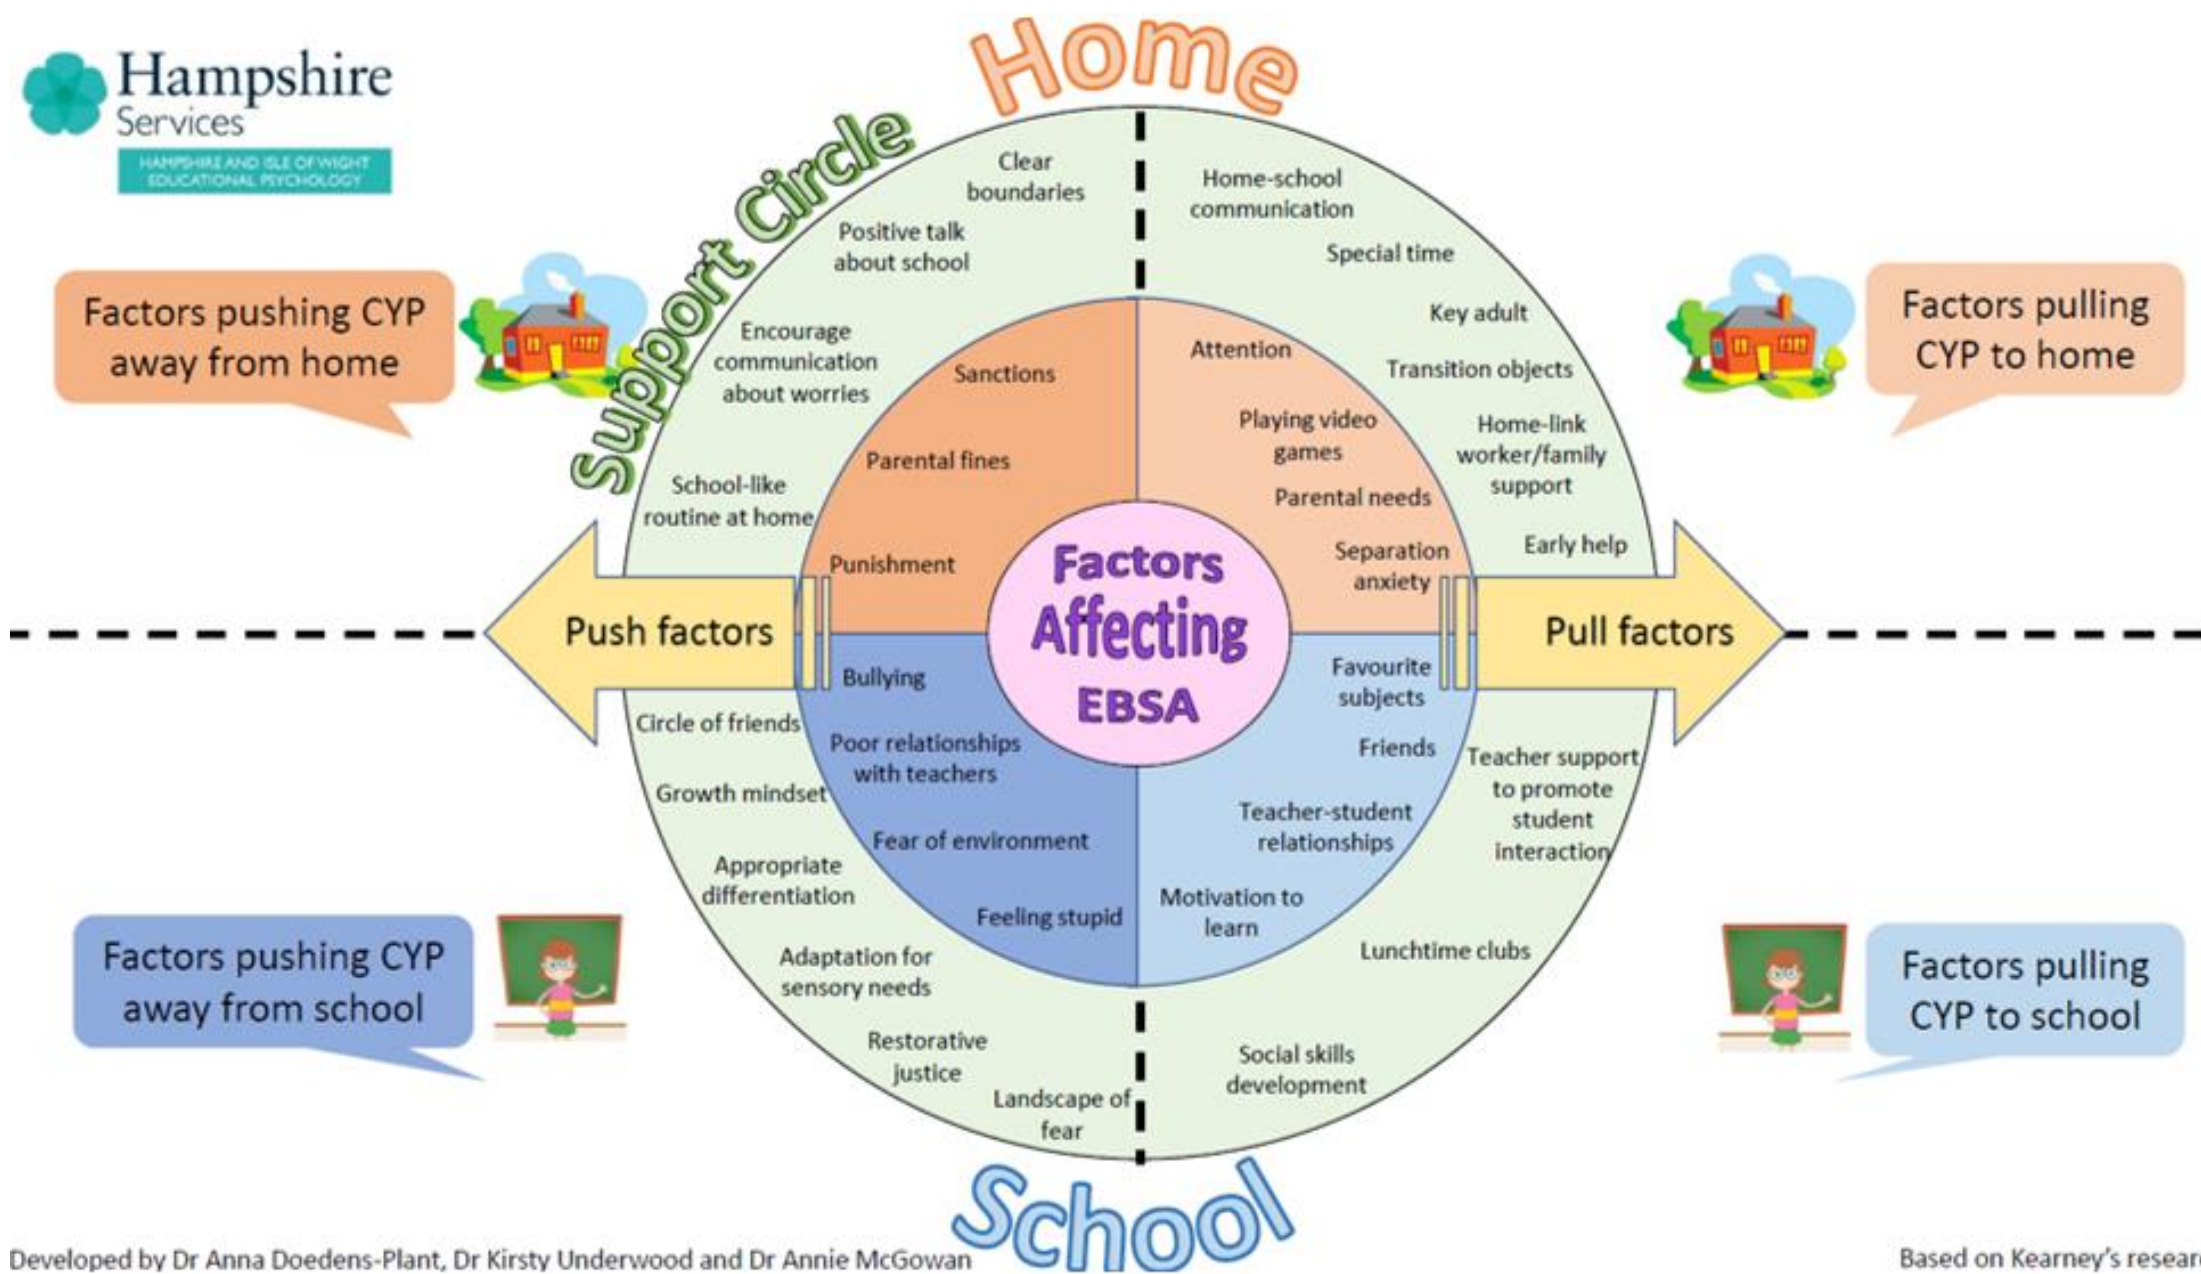 Home
Hampshire
Services
HAMPSHIRE AND ISLE OF WIGHT
EDUCATIONAL PSYCHOLOGY
Support Circle
Factors pushing CYP
away from home
Factors pulling
CYP to home
Clear
boundaries
Positive talk
about school
Encourage
communication
about worries
School-like
routine at home
Home-school
communication
Special time
Key adult
Transition objects
Home-link
worker/family
support
Early help
Sanctions
Parental fines
Punishment
Attention
Playing video
games
Parental needs
Separation
anxiety
Push factors
Factors
Affecting
EBSA
Pull factors
Bullying
Poor relationships
with teachers
Fear of environment
Feeling stupid
Favourite
subjects
Friends
Teacher-student
relationships
Motivation to
learn
Circle of friends
Growth mindset
Appropriate
differentiation
Adaptation for
sensory needs
Restorative
justice
Landscape of
fear
Teacher support
to promote
student
interaction
Lunchtime clubs
Social skills
development
Factors pushing CYP
away from school
Factors pulling
CYP to school
School
Developed by Dr Anna Doedens-Plant, Dr Kirsty Underwood and Dr Annie McGowan
Based on Kearney's